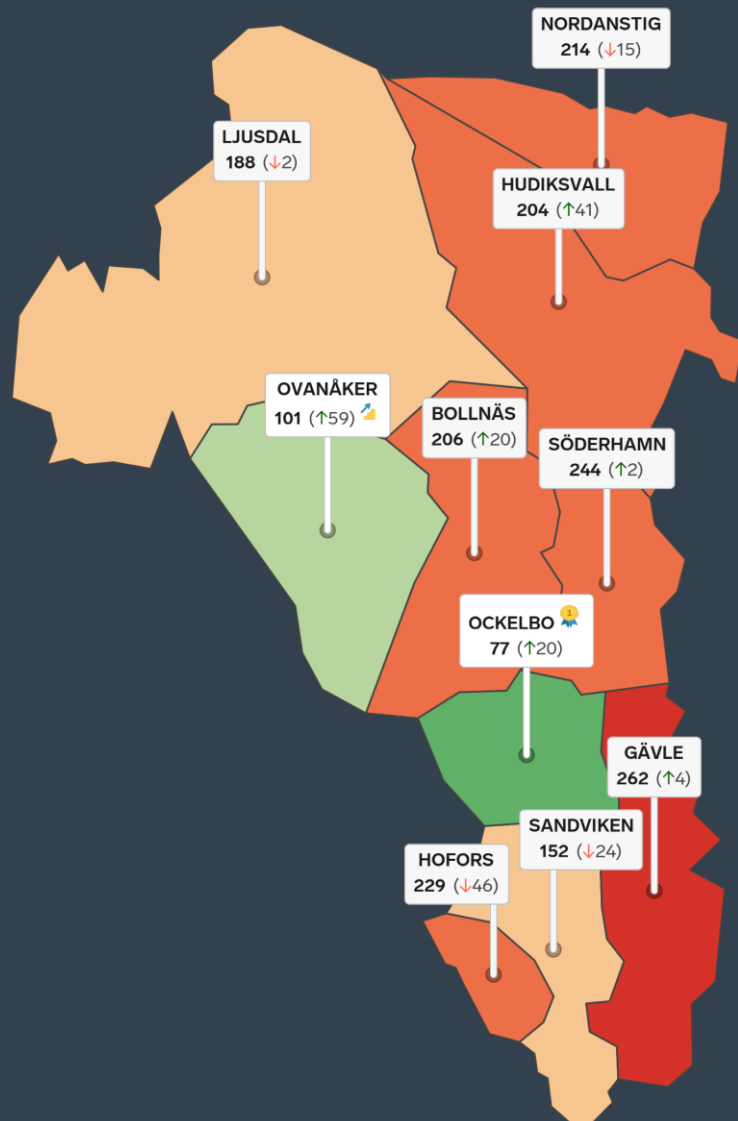 NORDANSTIG
214 (↓15)
LJUSDAL
188 (↓2)
HUDIKSVALL
204 (↑41)
OVANÅKER
101 (↑59)
BOLLNÄS
206 (↑20)
SÖDERHAMN
244 (↑2)
OCKELBO 1
77 (↑20)
GÄVLE
262 (↑4)
SANDVIKEN
152 (↓24)
HOFORS
229 (↓46)